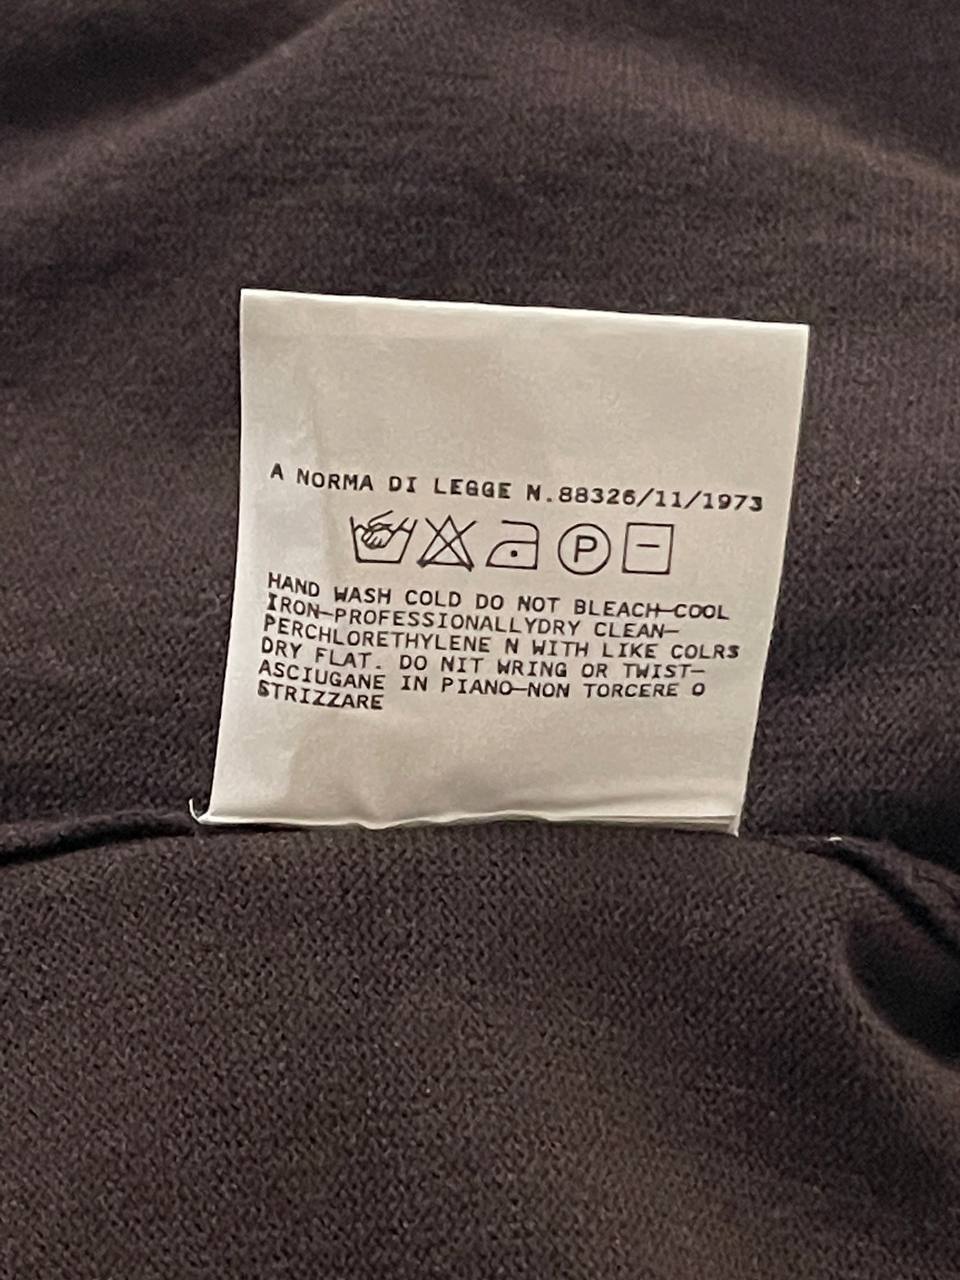 A NORMA DI LEGGE N.88326/11/1973
P
HAND WASH COLD DO NOT BLEACH—COOL
IRON—PROFESSIONALLYDRY CLEAN—
PERCHLORETHYLENE N WITH LIKE COLRS
DRY FLAT. DO NIT WRING OR TWIST—
ASCIUGANE IN PIANO—NON TORCERE O
STRIZZARE